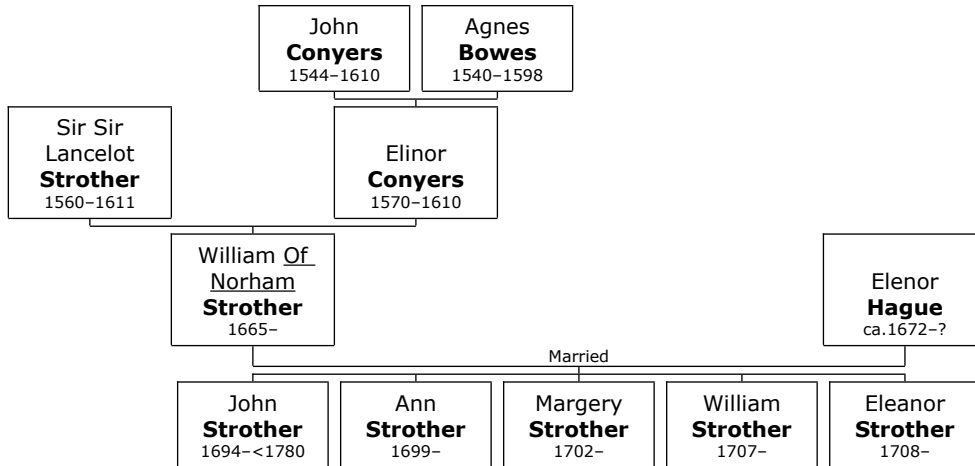 John
Conyers
1544–1610
Agnes
Bowes
1540–1598
Sir Sir
Lancelot
Strother
1560–1611
Elinor
Conyers
1570–1610
William Of
Norham
Strother
1665–
Elenor
Hague
ca.1672–?
Married
John
Strother
1694–<1780
Ann
Strother
1699–
Margery
Strother
1702–
William
Strother
1707–
Eleanor
Strother
1708–